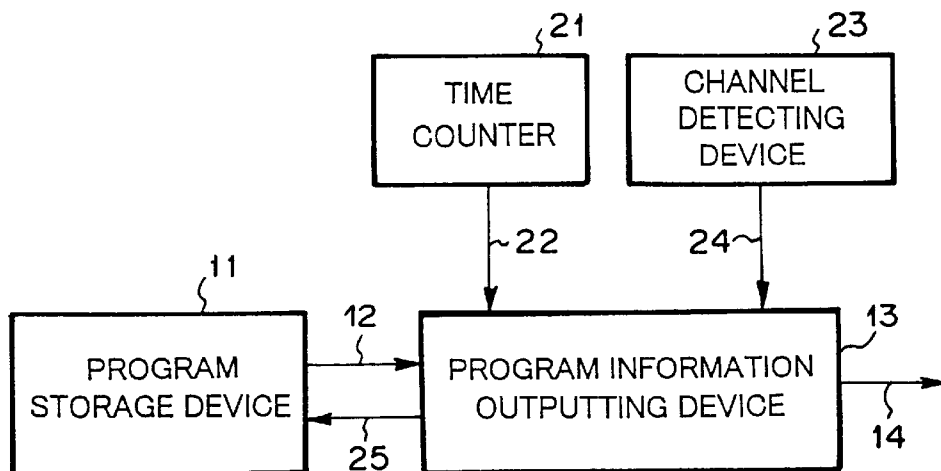 21
23
TIME
COUNTER
CHANNEL
DETECTING
DEVICE
22
24
11
12
13
PROGRAM
STORAGE DEVICE
PROGRAM INFORMATION
OUTPUTTING DEVICE
25
14